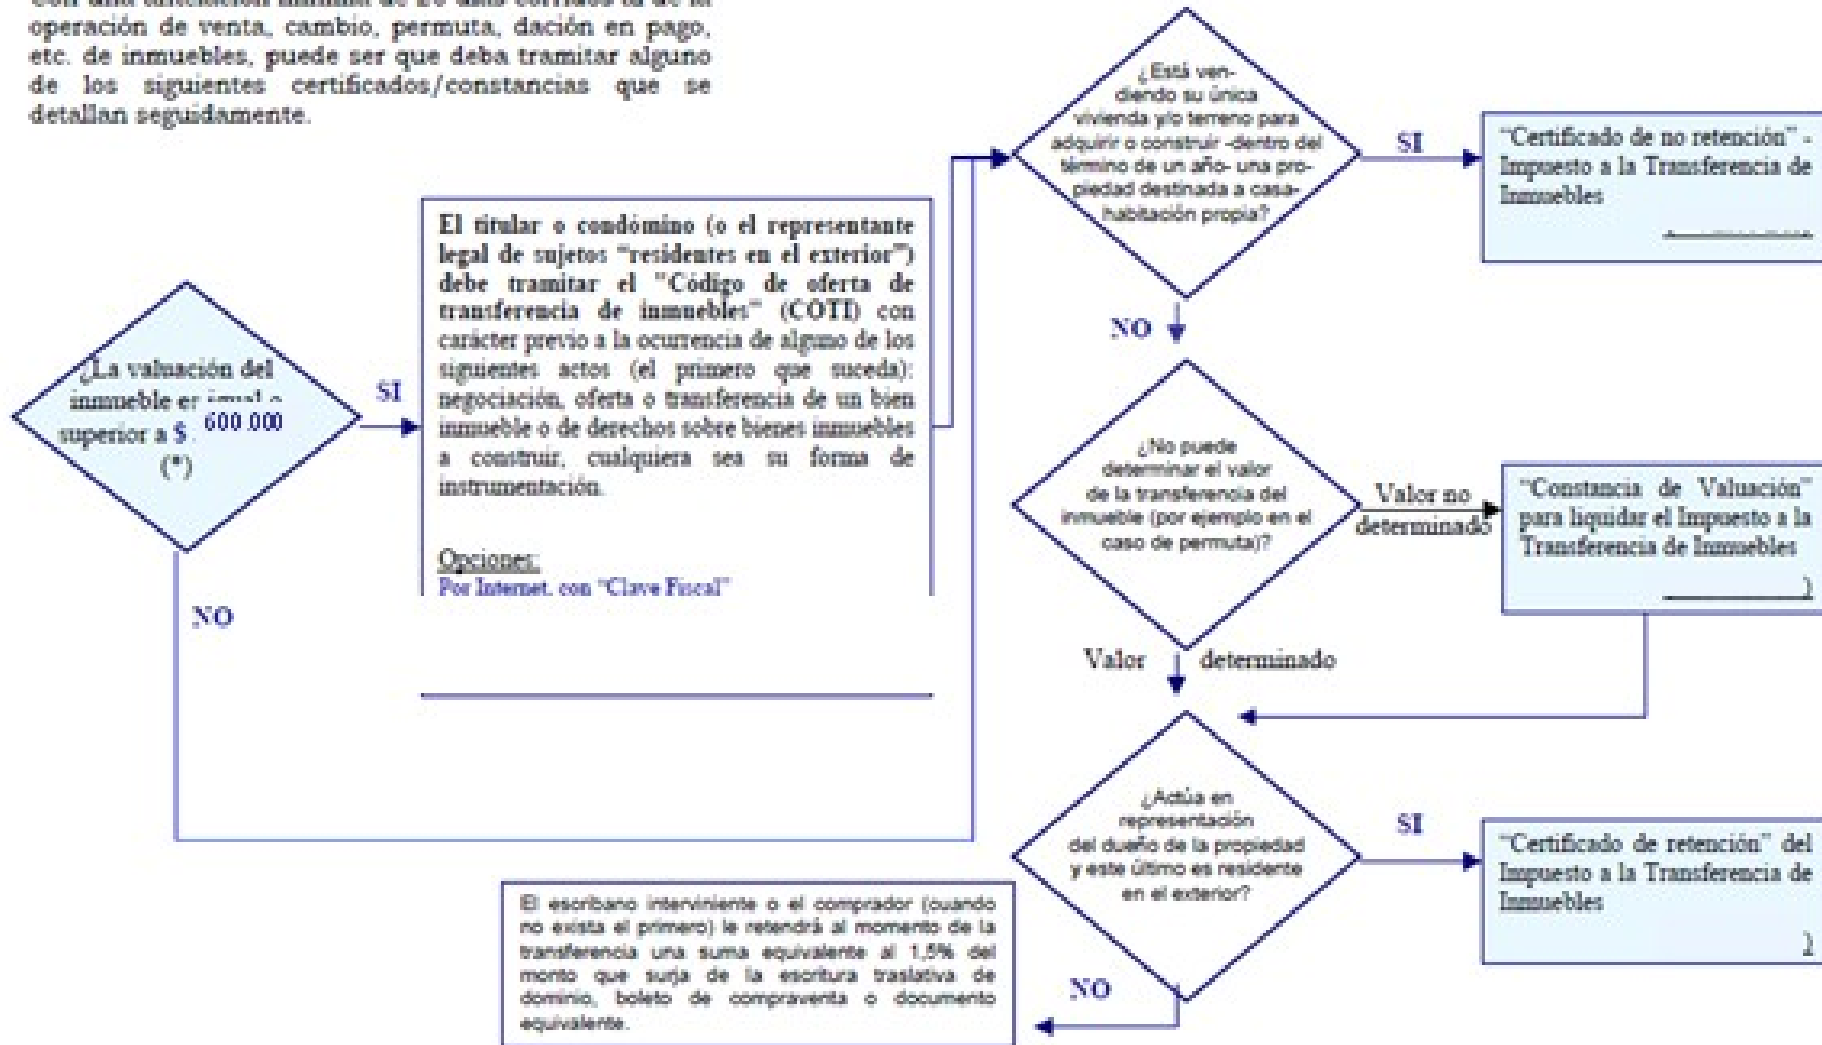 operación de venta, cambio, permuta, dación en pago,
etc. de inmuebles, puede ser que deba tramitar alguno
de los siguientes certificados/constancias que se
detallan seguidamente.
¿La valuación del
inmueble es igual o
superior a $ 600.000
(*)
SI
NO
El titular o condómino (o el representante
legal de sujetos “residentes en el exterior”)
debe tramitar el “Código de oferta de
transferencia de inmuebles” (COTI) con
carácter previo a la ocurrencia de alguno de los
siguientes actos (el primero que suceda):
negociación, oferta o transferencia de un bien
inmueble o de derechos sobre bienes inmuebles
a construir, cualquiera sea su forma de
instrumentación.
Opciones:
Por Internet, con “Clave Fiscal”
¿Está ven-
diendo su única
vivienda y/o terreno para
adquirir o construir -dentro del
término de un año- una pro-
piedad destinada a casa-
habitación propia?
SI
“Certificado de no retención” -
Impuesto a la Transferencia de
Inmuebles
NO
¿No puede
determinar el valor
de la transferencia del
inmueble (por ejemplo en el
caso de permuta)?
Valor no
determinado
“Constancia de Valuación”
para liquidar el Impuesto a la
Transferencia de Inmuebles
)
Valor determinado
¿Actúa en
representación
del dueño de la propiedad
y este último es residente
en el exterior?
SI
“Certificado de retención” del
Impuesto a la Transferencia de
Inmuebles
)
NO
El escribano interviniente o el comprador (cuando
no exista el primero) le retendrá al momento de la
transferencia una suma equivalente al 1,5% del
monto que surja de la escritura traslativa de
dominio, boleto de compraventa o documento
equivalente.